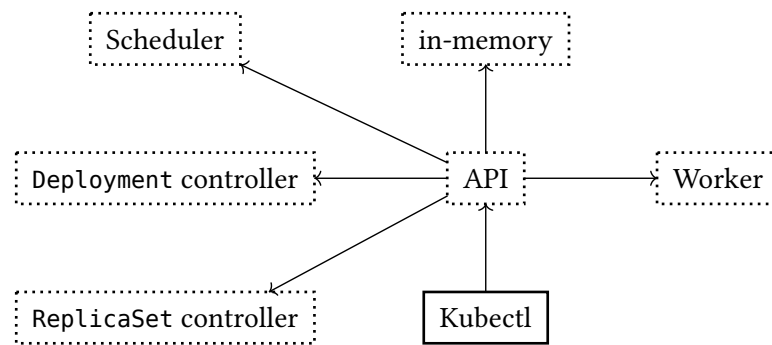 Scheduler
in-memory
Deployment controller
API
Worker
ReplicaSet controller
Kubectl